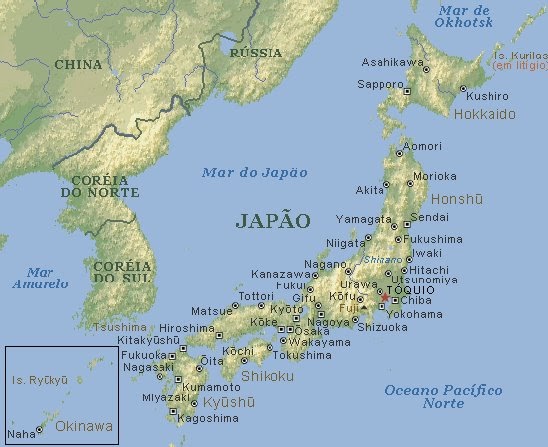 Mar de
Okhotsk
Is. Kurilas
(em litígio)
CHINA
RÚSSIA
Asahikawa
Sapporo
Kushiro
Hokkaido
CORÉIA
DO NORTE
Mar do Japão
Aomori
Morioka
Akita
Honshū
JAPÃO
Yamagata
Sendai
Niigata
Fukushima
Iwaki
Shinano
Mar
Amarelo
CORÉIA
DO SUL
Nagano
Hitachi
Kanazawa
Utsunomiya
Fukui
Urawa
TÓQUIO
Tottori
Gifu
Kōfu
Chiba
Matsue
Kyōto
Fuji
Yokohama
Tsushima
Hiroshima
Kōbe
Nagoya
Shizuoka
Ōsaka
Kitakyūshū
Wakayama
Fukuoka
Kōchi
Tokushima
Nagasaki
Ōita
Shikoku
Is. Ryūkyū
Kumamoto
Miyazaki
Kyūshū
Oceano Pacífico
Norte
Kagoshima
Okinawa
Naha